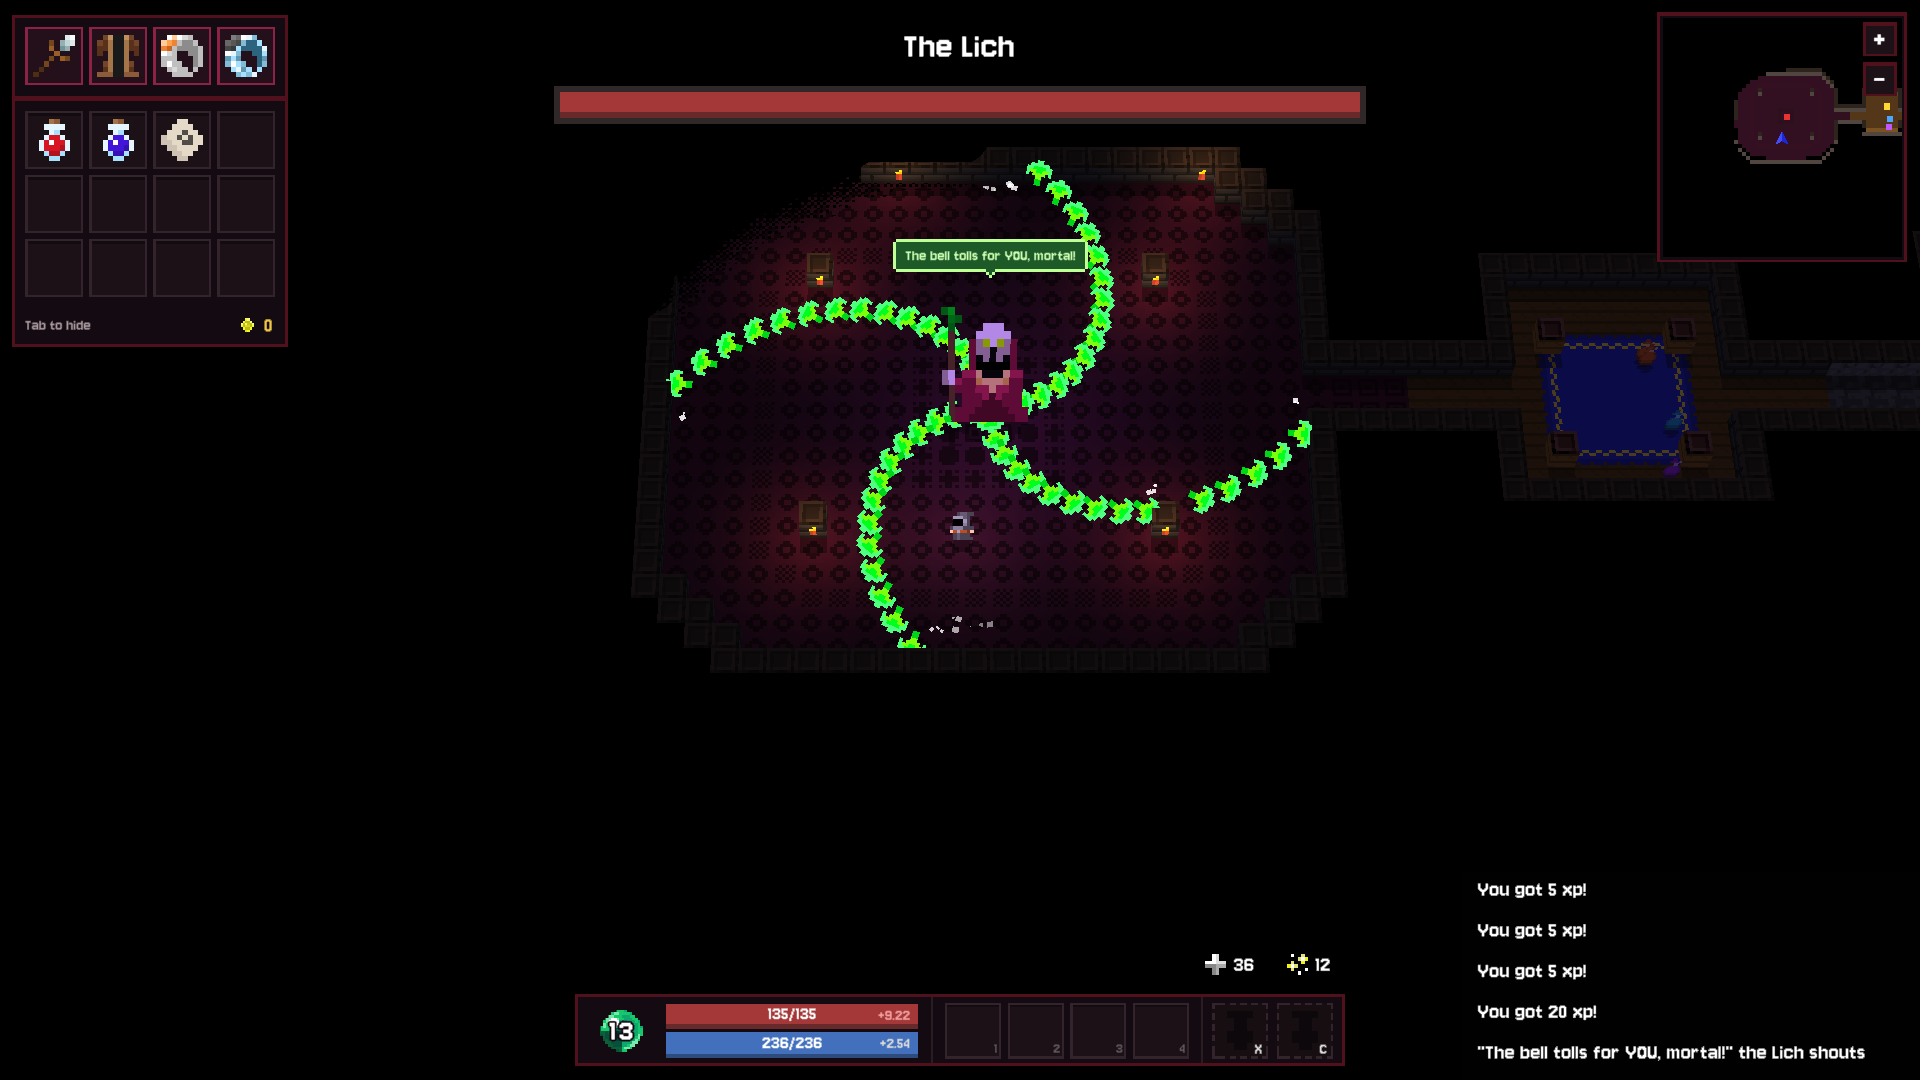 The Lich
+
-
The bell tolls for YOU, mortal!
Tab to hide
0
You got 5 xp!
You got 5 xp!
You got 5 xp!
You got 20 xp!
"The bell tolls for YOU, mortal!" the Lich shouts
36
12
13
135/135
+9.22
236/236
+2.54
1
2
3
4
X
C